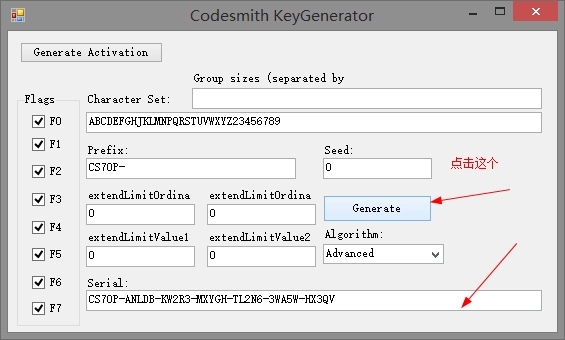 Codesmith KeyGenerator
Generate Activation
Group sizes (separated by
Flags
Character Set:
F0
ABCDEFGHJKLMNPQRSTUVWXYZ23456789
F1
Prefix:
Seed:
点击这个
F2
CS70P-
0
F3
extendLimitOrdina
extendLimitOrdina
0
0
Generate
F4
extendLimitValue1
extendLimitValue2
Algorithm:
F5
0
0
Advanced
F6
Serial:
F7
CS70P-ANLDB-KW2R3-MXYGH-TL2N6-3WA5W-HX3QV